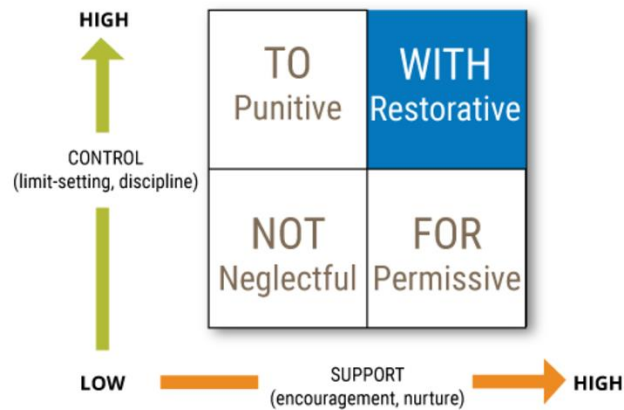 HIGH
TO
Punitive
WITH
Restorative
CONTROL
(limit-setting, discipline)
NOT
Neglectful
FOR
Permissive
LOW
SUPPORT
(encouragement, nurture)
HIGH